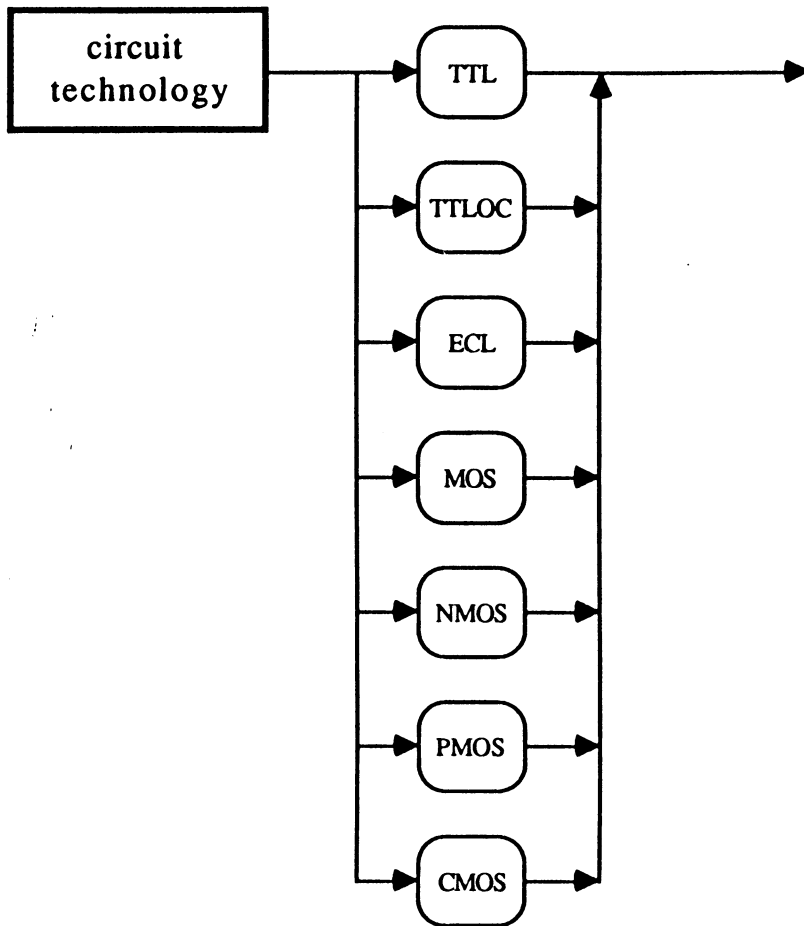 circuit
technology
TTL
TTLOC
ECL
MOS
NMOS
PMOS
CMOS